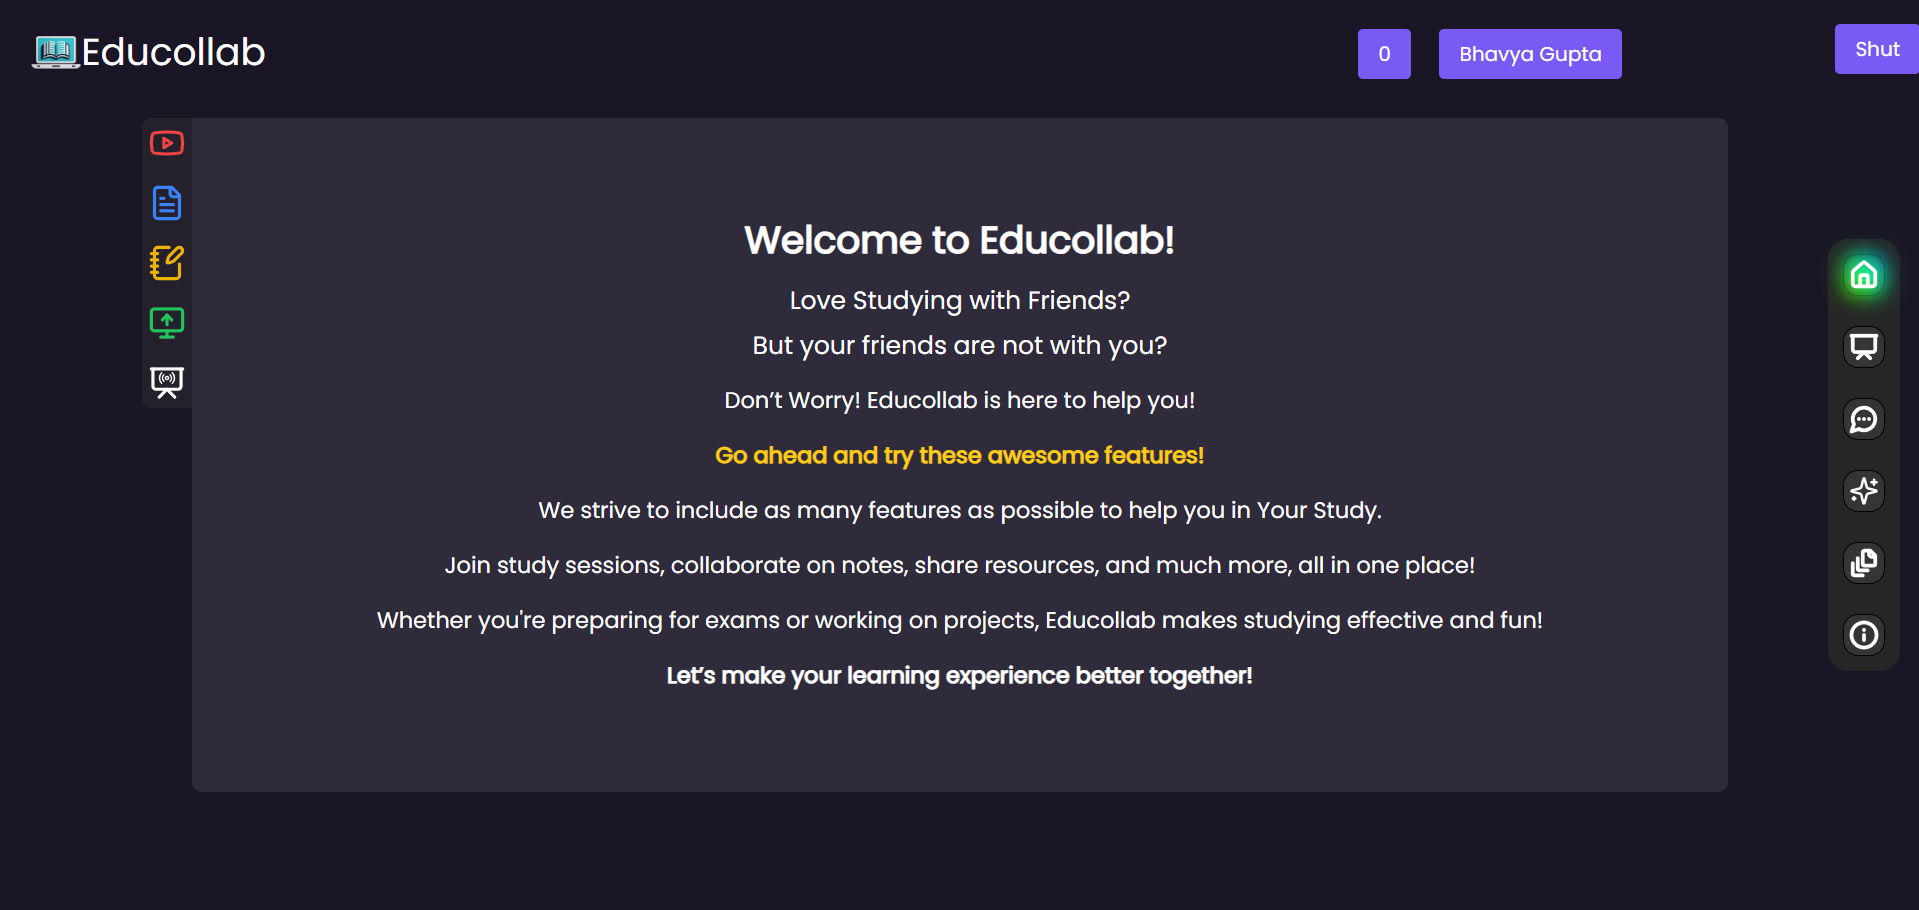 Educollab
0
Bhavya Gupta
Shut
Welcome to Educollab!
Love Studying with Friends?
But your friends are not with you?
Don’t Worry! Educollab is here to help you!
Go ahead and try these awesome features!
We strive to include as many features as possible to help you in Your Study.
Join study sessions, collaborate on notes, share resources, and much more, all in one place!
Whether you're preparing for exams or working on projects, Educollab makes studying effective and fun!
Let’s make your learning experience better together!